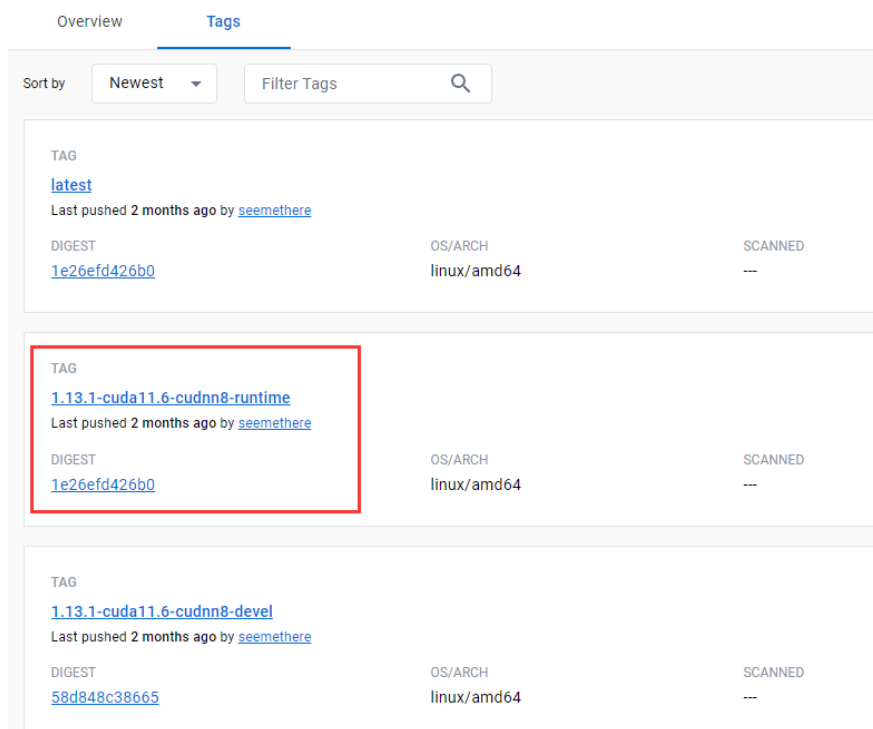 Overview Tags
Sort by Newest Filter Tags
TAG
latest
Last pushed 2 months ago by seemethere
DIGEST OS/ARCH SCANNED
1e26efd426b0 linux/amd64 ---
TAG
1.13.1-cuda11.6-cudnn8-runtime
Last pushed 2 months ago by seemethere
DIGEST OS/ARCH SCANNED
1e26efd426b0 linux/amd64 ---
TAG
1.13.1-cuda11.6-cudnn8-devel
Last pushed 2 months ago by seemethere
DIGEST OS/ARCH SCANNED
58d848c38665 linux/amd64 ---